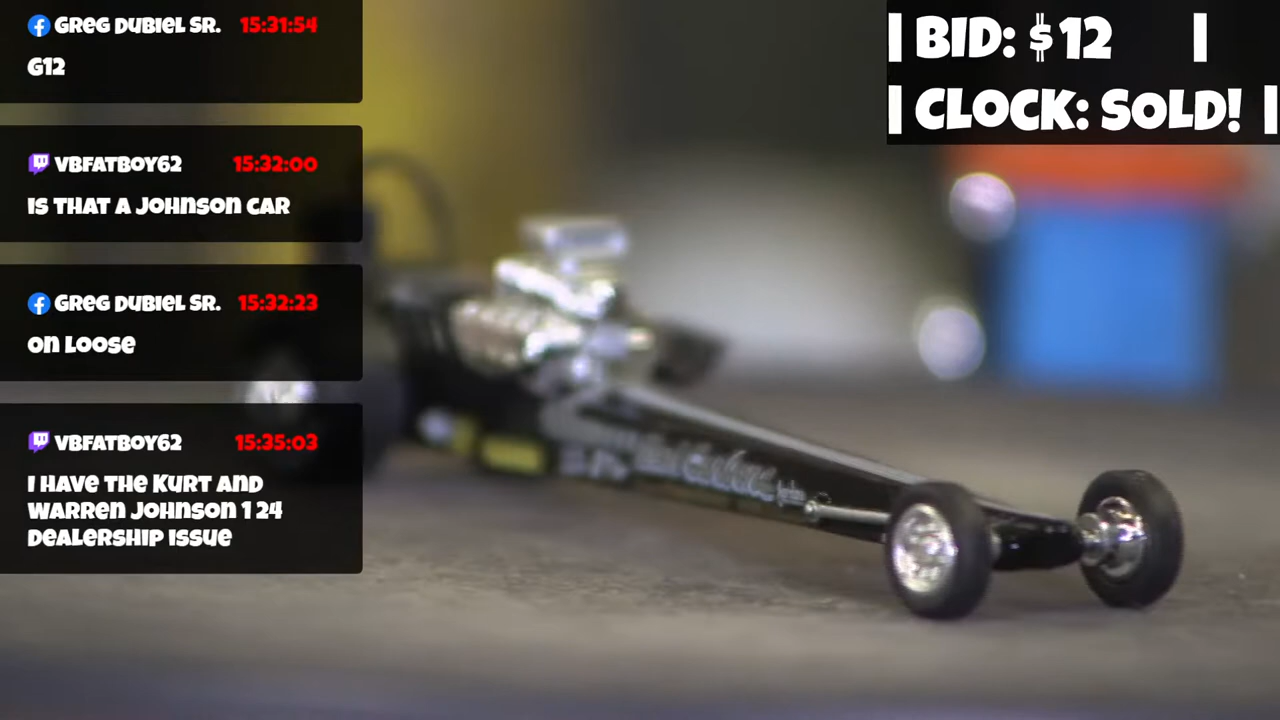 Greg Dubiel Sr. 15:31:54
G12
VBFATBOY62 15:32:00
IS THAT A JOHNSON CAR
Greg Dubiel Sr. 15:32:23
On loose
VBFATBOY62 15:35:03
I HAVE THE KURT AND
WARREN JOHNSON 1 24
DEALERSHIP ISSUE
| BID: $12 |
| CLOCK: SOLD! |